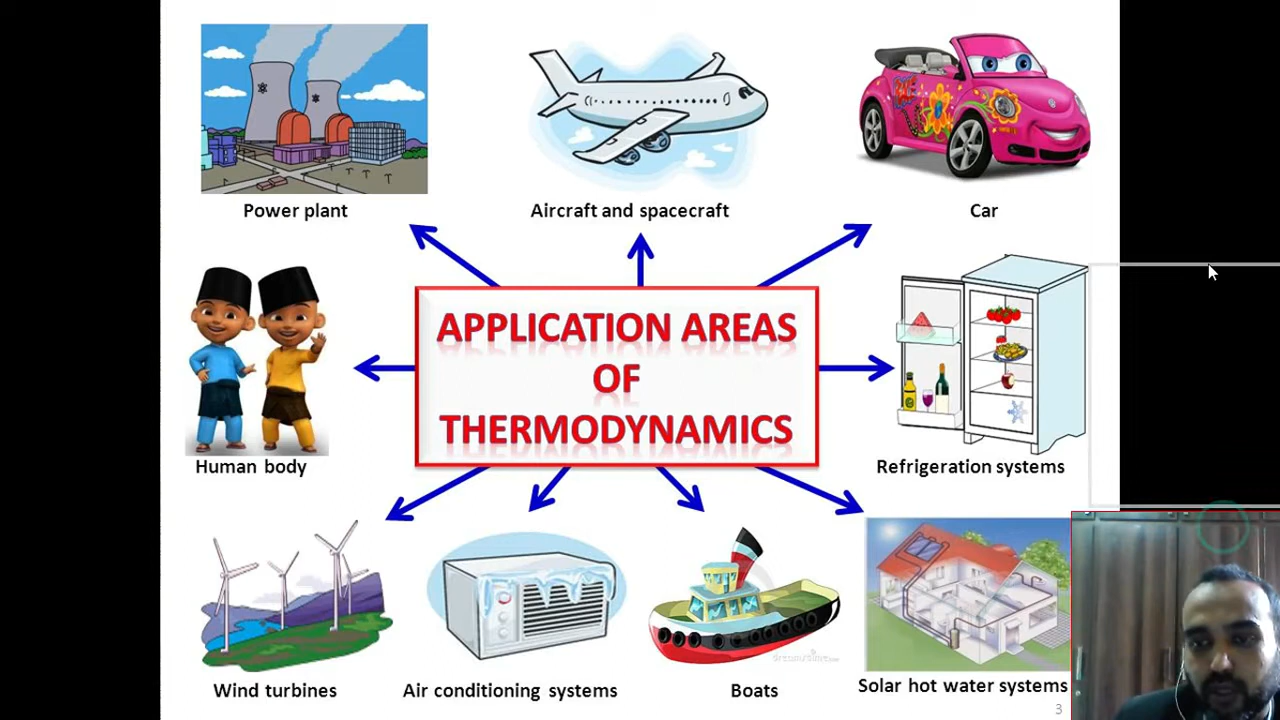 Power plant
Aircraft and spacecraft
Car
APPLICATION AREAS
OF
THERMODYNAMICS
Human body
Refrigeration systems
Wind turbines
Air conditioning systems
Boats
Solar hot water systems
dreamstime
3